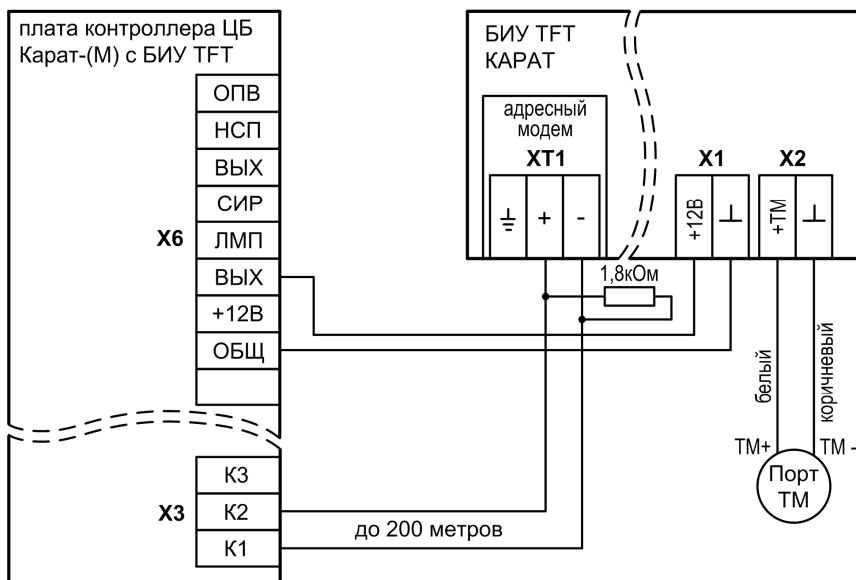 плата контроллера ЦБ
Карат-(М) с БИУ TFT
X6
ОПВ
НСП
ВЫХ
СИР
ЛМП
ВЫХ
+12В
ОБЩ
X3
К3
К2
К1
до 200 метров
БИУ TFT
КАРАТ
адресный
модем
XT1
+
-
X1
+12В
X2
+ТМ
1,8кОм
белый
коричневый
ТМ+
ТМ -
Порт
ТМ